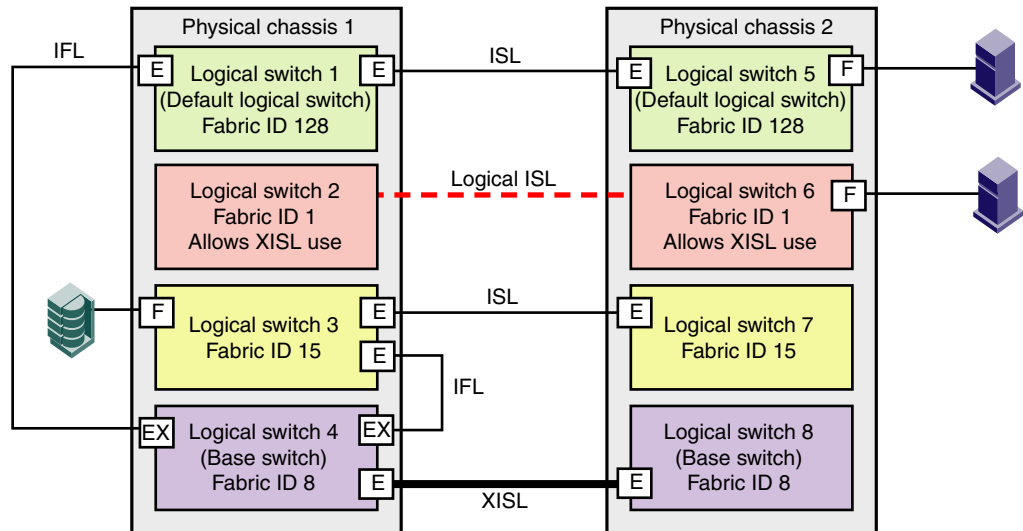 Physical chassis 1
Physical chassis 2
IFL
E
Logical switch 1
(Default logical switch)
Fabric ID 128
E
ISL
E
Logical switch 5
(Default logical switch)
Fabric ID 128
F
Logical switch 2
Fabric ID 1
Allows XISL use
Logical ISL
Logical switch 6
Fabric ID 1
Allows XISL use
F
F
Logical switch 3
Fabric ID 15
E
E
ISL
E
Logical switch 7
Fabric ID 15
IFL
EX
Logical switch 4
(Base switch)
Fabric ID 8
EX
E
XISL
E
Logical switch 8
(Base switch)
Fabric ID 8